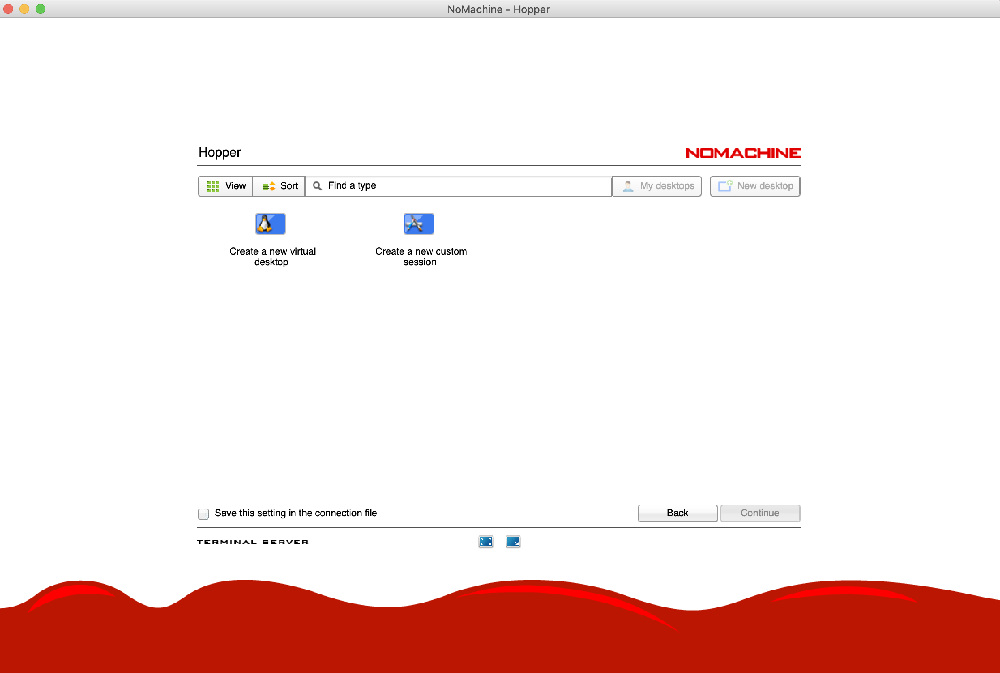 NoMachine - Hopper
Hopper
NOMACHINE
View
Sort
Find a type
My desktops
New desktop
Create a new virtual
desktop
Create a new custom
session
Save this setting in the connection file
Back
Continue
TERMINAL SERVER